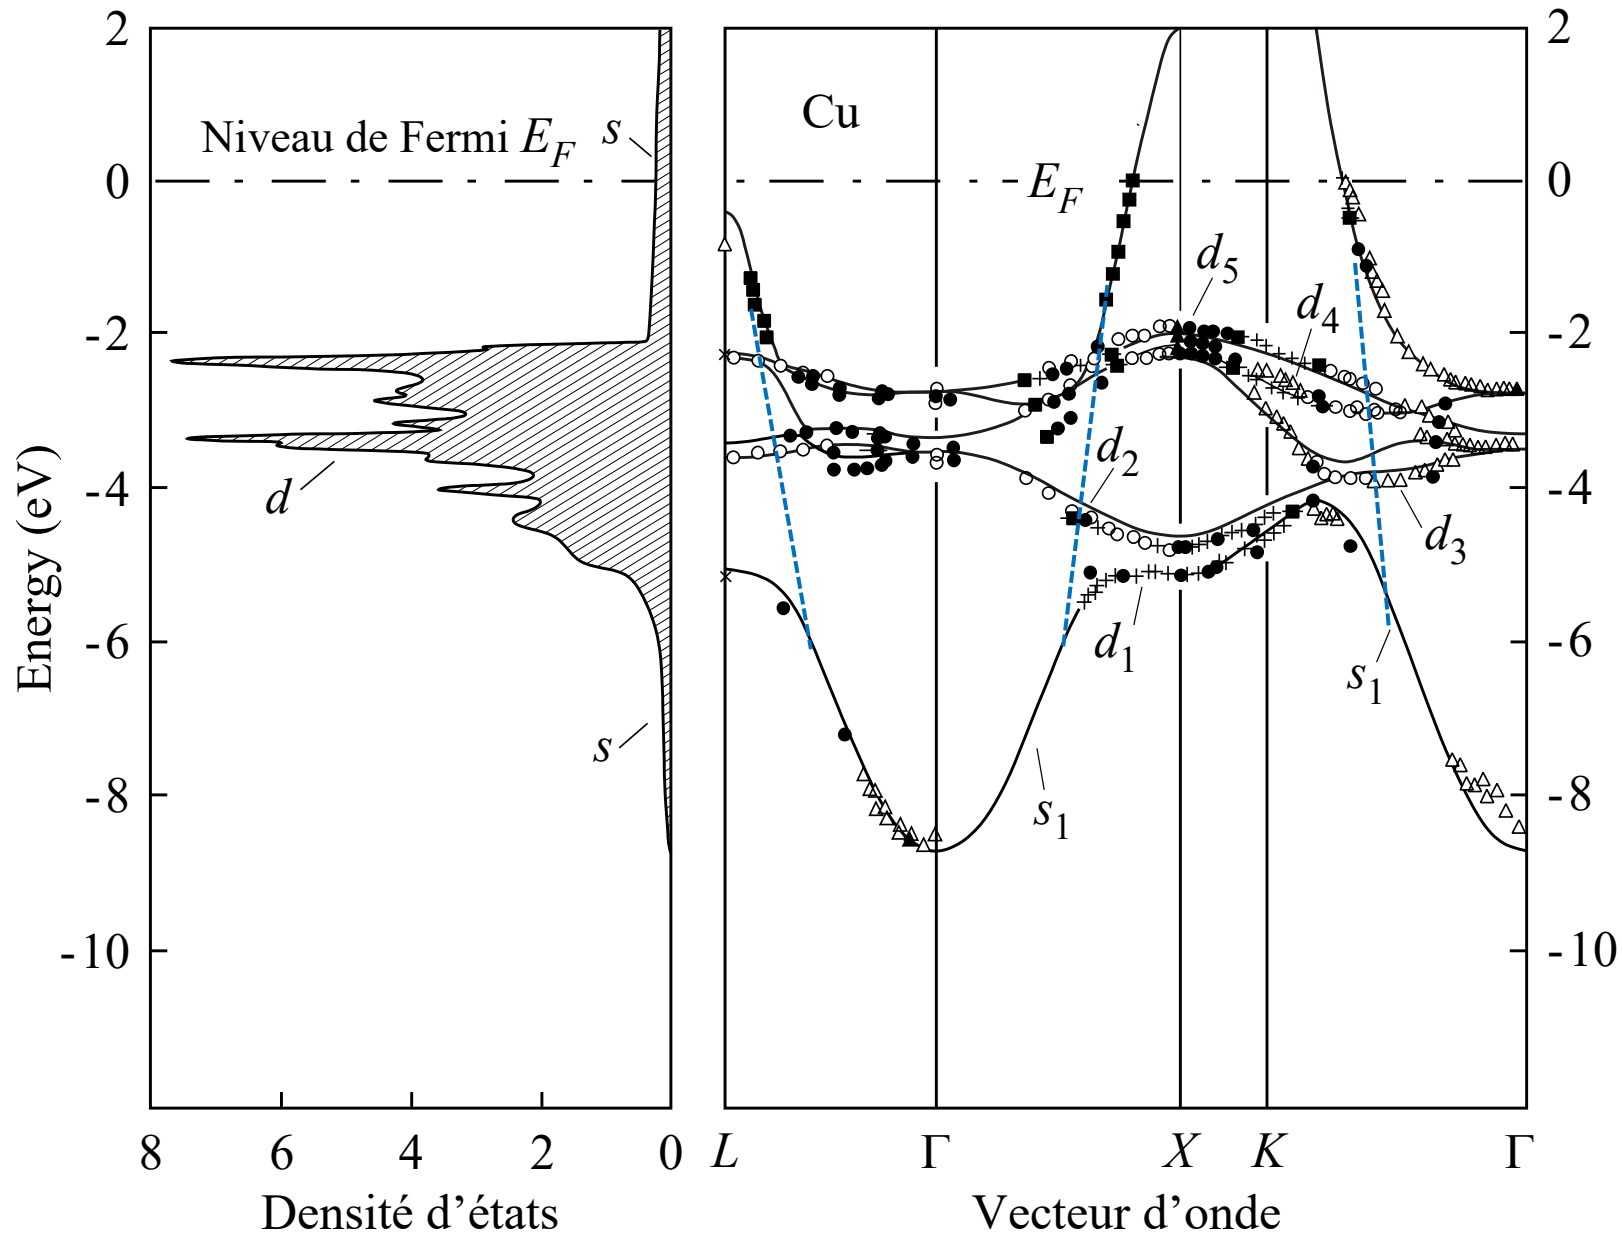 2
0
-2
-4
-6
-8
-10
Energy (eV)
Niveau de Fermi E_F
s
d
s
8 6 4 2 0
Densité d'états
Cu
E_F
d_5
d_4
d_2
d_3
d_1
s_1
s_1
2
0
-2
-4
-6
-8
-10
L Γ X K Γ
Vecteur d'onde